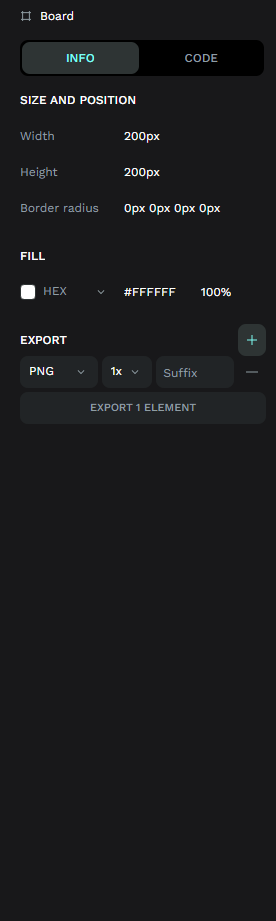 Board
INFO CODE
SIZE AND POSITION
Width 200px
Height 200px
Border radius 0px 0px 0px 0px
FILL
HEX #FFFFFF 100%
EXPORT
PNG 1x Suffix
EXPORT 1 ELEMENT